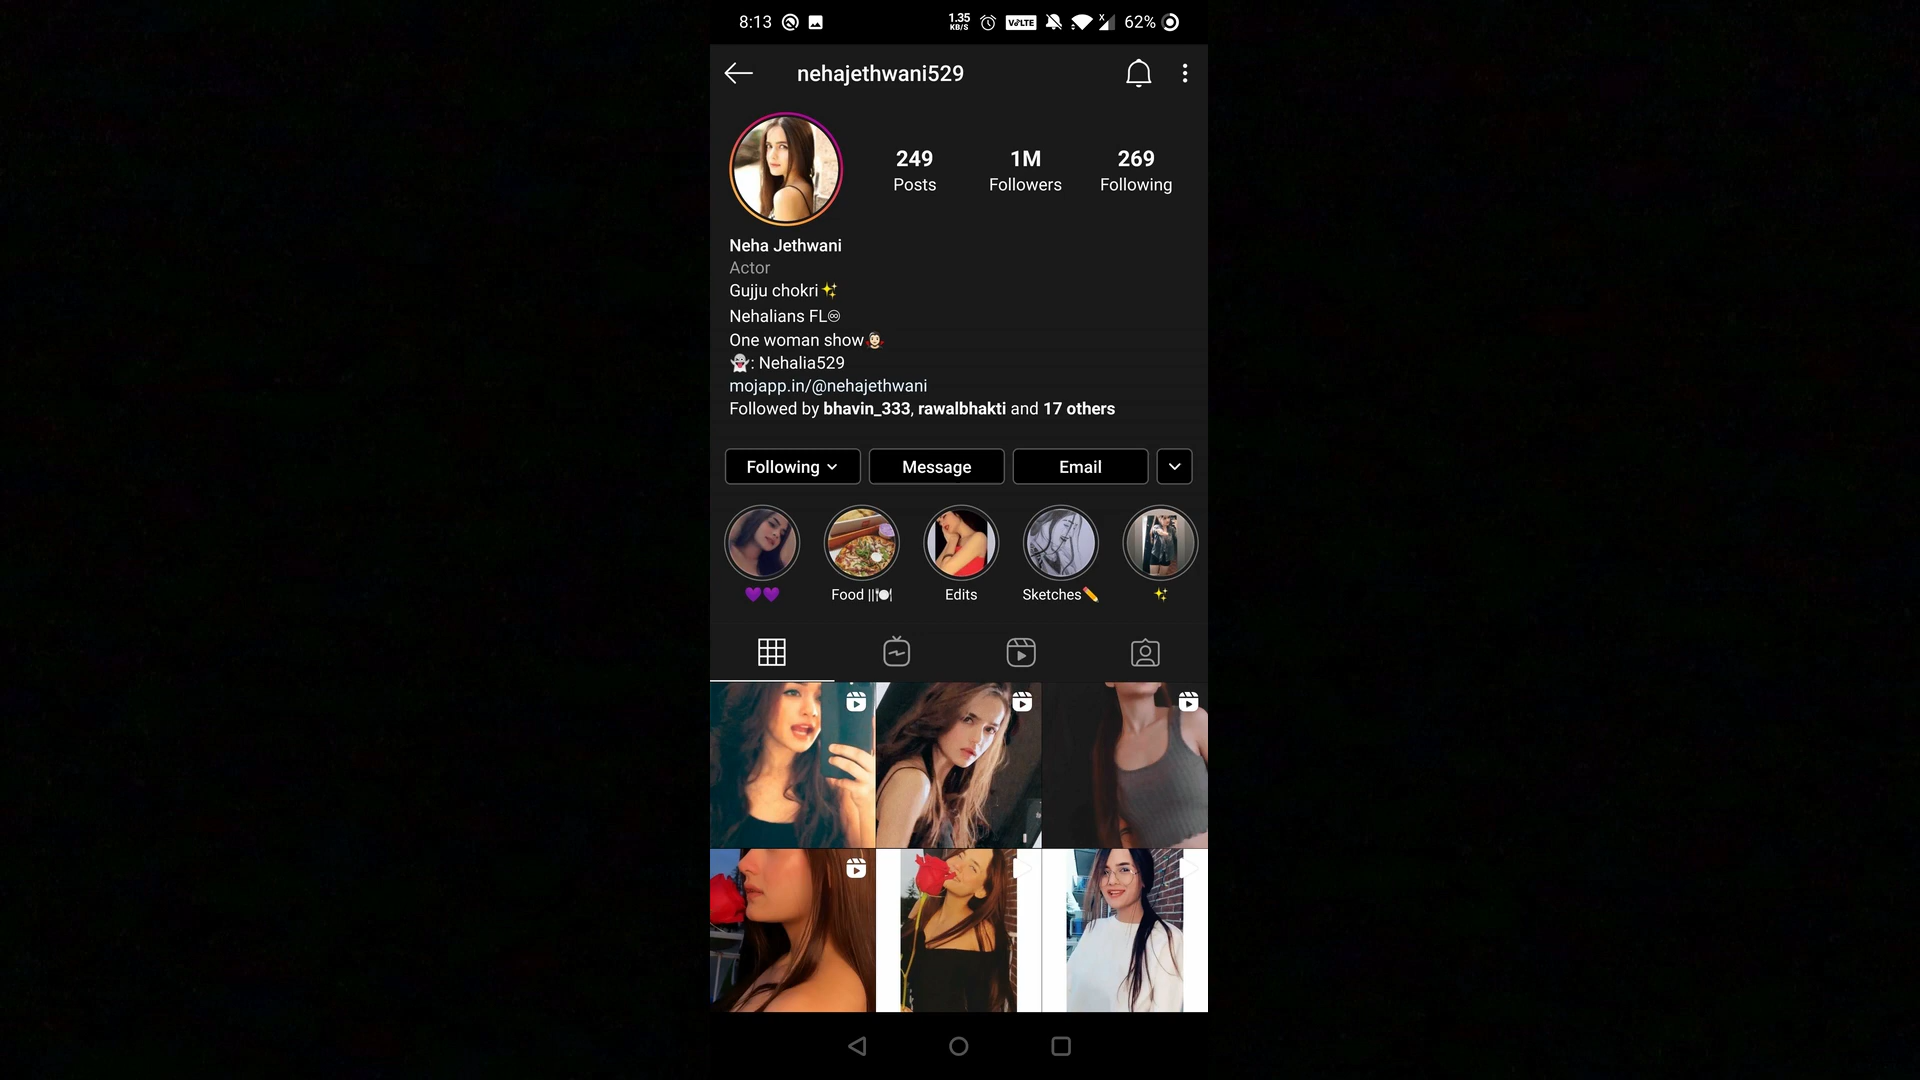 8:13 1.35 KB/S VoLTE X 62%
nehajethwani529
249 1M 269
Posts Followers Following
Neha Jethwani
Actor
Gujju chokri✨
Nehalians FL♾
One woman show💆🏻‍♀️
👻: Nehalia529
mojapp.in/@nehajethwani
Followed by bhavin_333, rawalbhakti and 17 others
Following Message Email
💜💜 Food ||🍽 Edits Sketches✏️ ✨